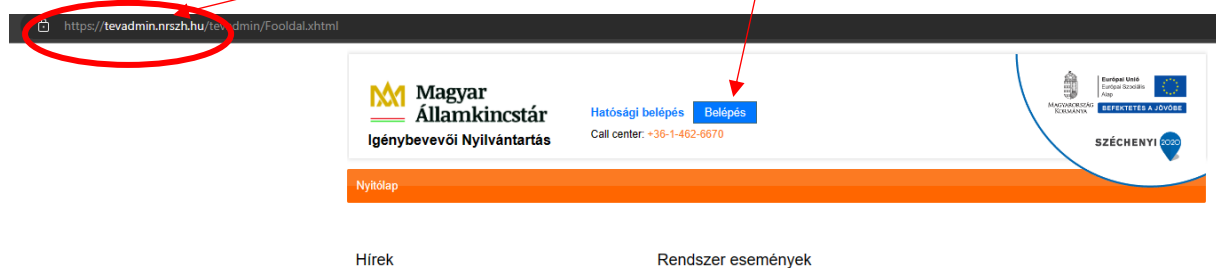 https://tevadmin.nrszh.hu/tevadmin/Fooldal.xhtml
Magyar
Államkincstár
Igénybevevői Nyilvántartás
Hatósági belépés Belépés
Call center: +36-1-462-6670
MAGYARORSZÁG
KORMÁNYA
Európai Unió
Európai Szociális
Alap
BEFEKTETÉS A JÖVŐBE
SZÉCHENYI 2020
Nyitólap
Hírek
Rendszer események